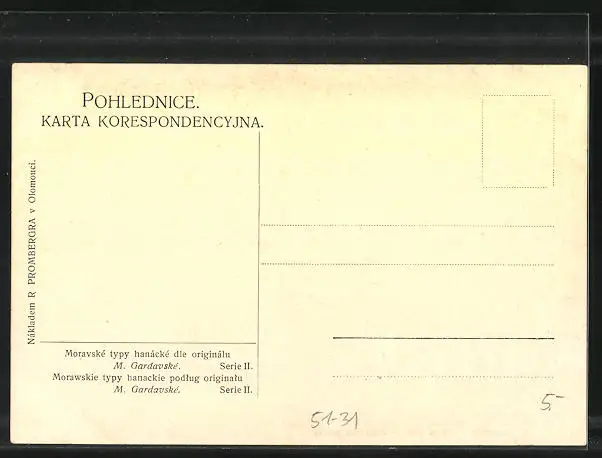 POHLEDNICE.
KARTA KORESPONDENCYJNA.
Nákladem R PROMBERGRA v Olomouci.
Moravské typy hanácké dle originálu
M. Gardavské. Serie II.
Morawskie typy hanackie podług originału
M. Gardavské. Serie II.
51-31
5.-